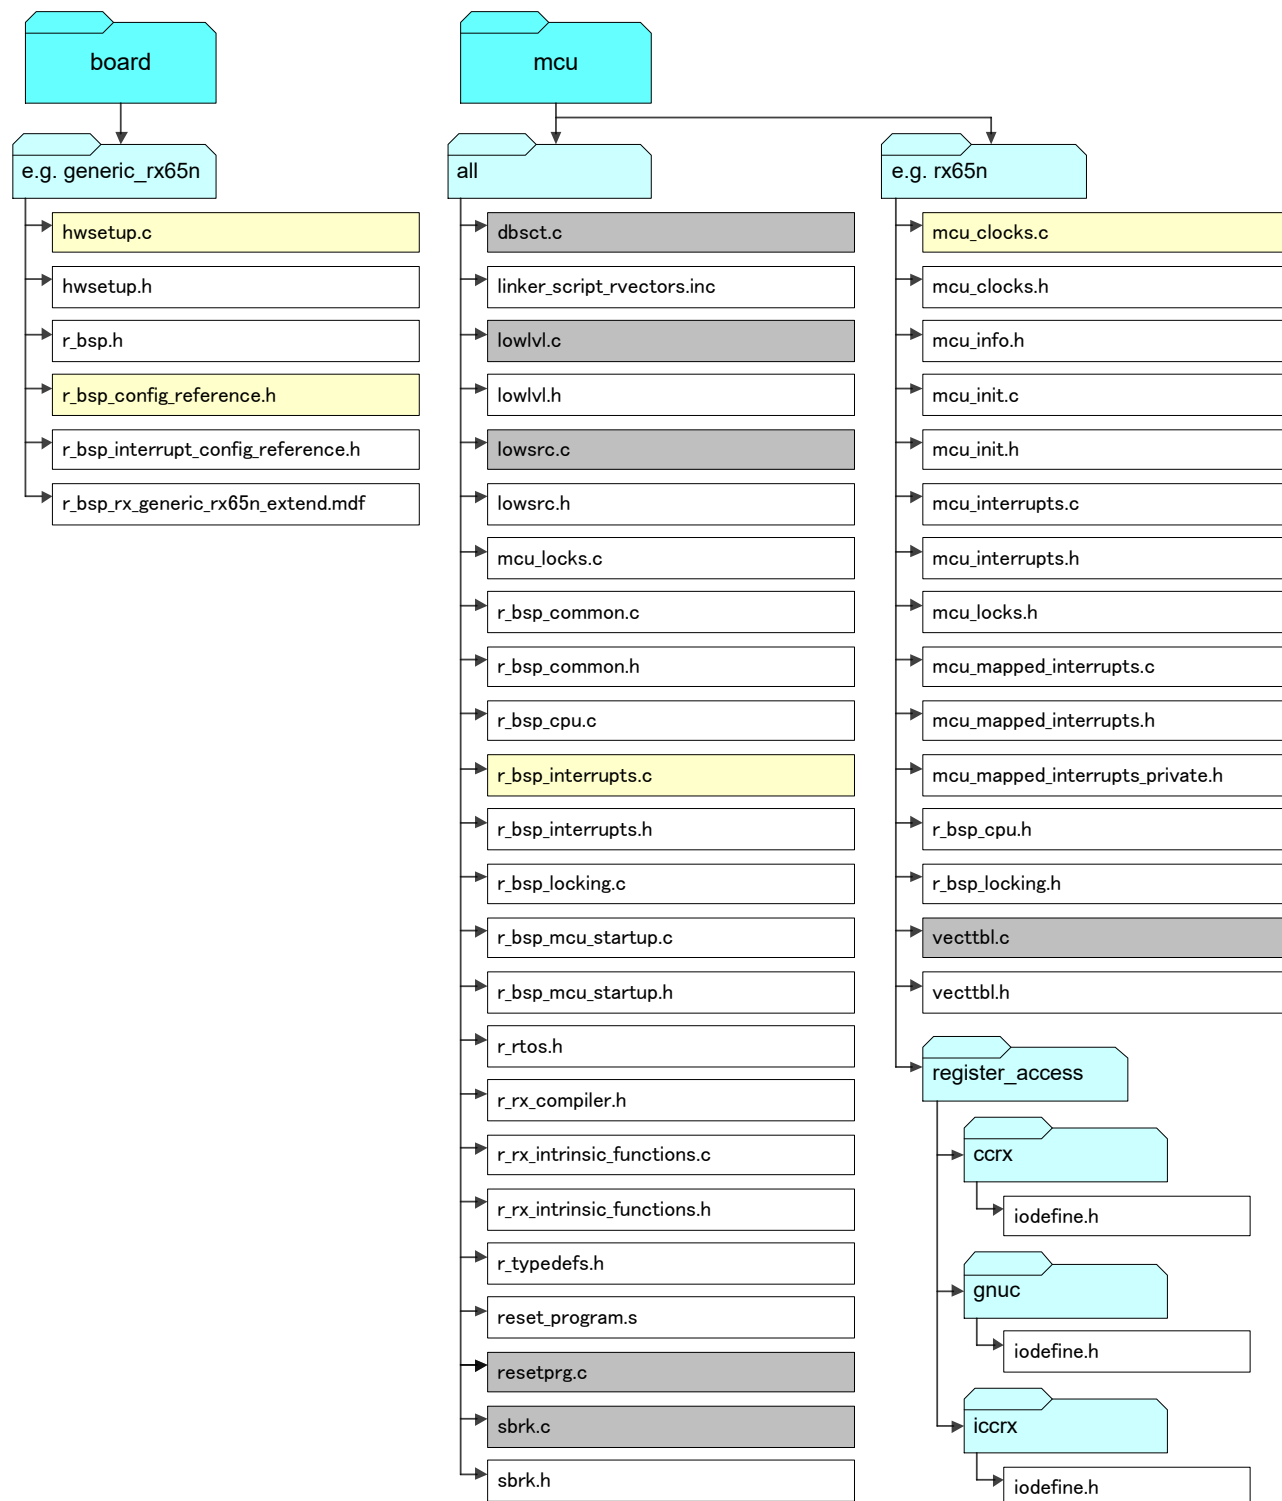 board
e.g. generic_rx65n
hwsetup.c
hwsetup.h
r_bsp.h
r_bsp_config_reference.h
r_bsp_interrupt_config_reference.h
r_bsp_rx_generic_rx65n_extend.mdf
mcu
all
dbsct.c
linker_script_rvectors.inc
lowlvl.c
lowlvl.h
lowsrc.c
lowsrc.h
mcu_locks.c
r_bsp_common.c
r_bsp_common.h
r_bsp_cpu.c
r_bsp_interrupts.c
r_bsp_interrupts.h
r_bsp_locking.c
r_bsp_mcu_startup.c
r_bsp_mcu_startup.h
r_rtos.h
r_rx_compiler.h
r_rx_intrinsic_functions.c
r_rx_intrinsic_functions.h
r_typedefs.h
reset_program.s
resetprg.c
sbrk.c
sbrk.h
e.g. rx65n
mcu_clocks.c
mcu_clocks.h
mcu_info.h
mcu_init.c
mcu_init.h
mcu_interrupts.c
mcu_interrupts.h
mcu_locks.h
mcu_mapped_interrupts.c
mcu_mapped_interrupts.h
mcu_mapped_interrupts_private.h
r_bsp_cpu.h
r_bsp_locking.h
vecttbl.c
vecttbl.h
register_access
ccrx
iodefine.h
gnuc
iodefine.h
iccrx
iodefine.h